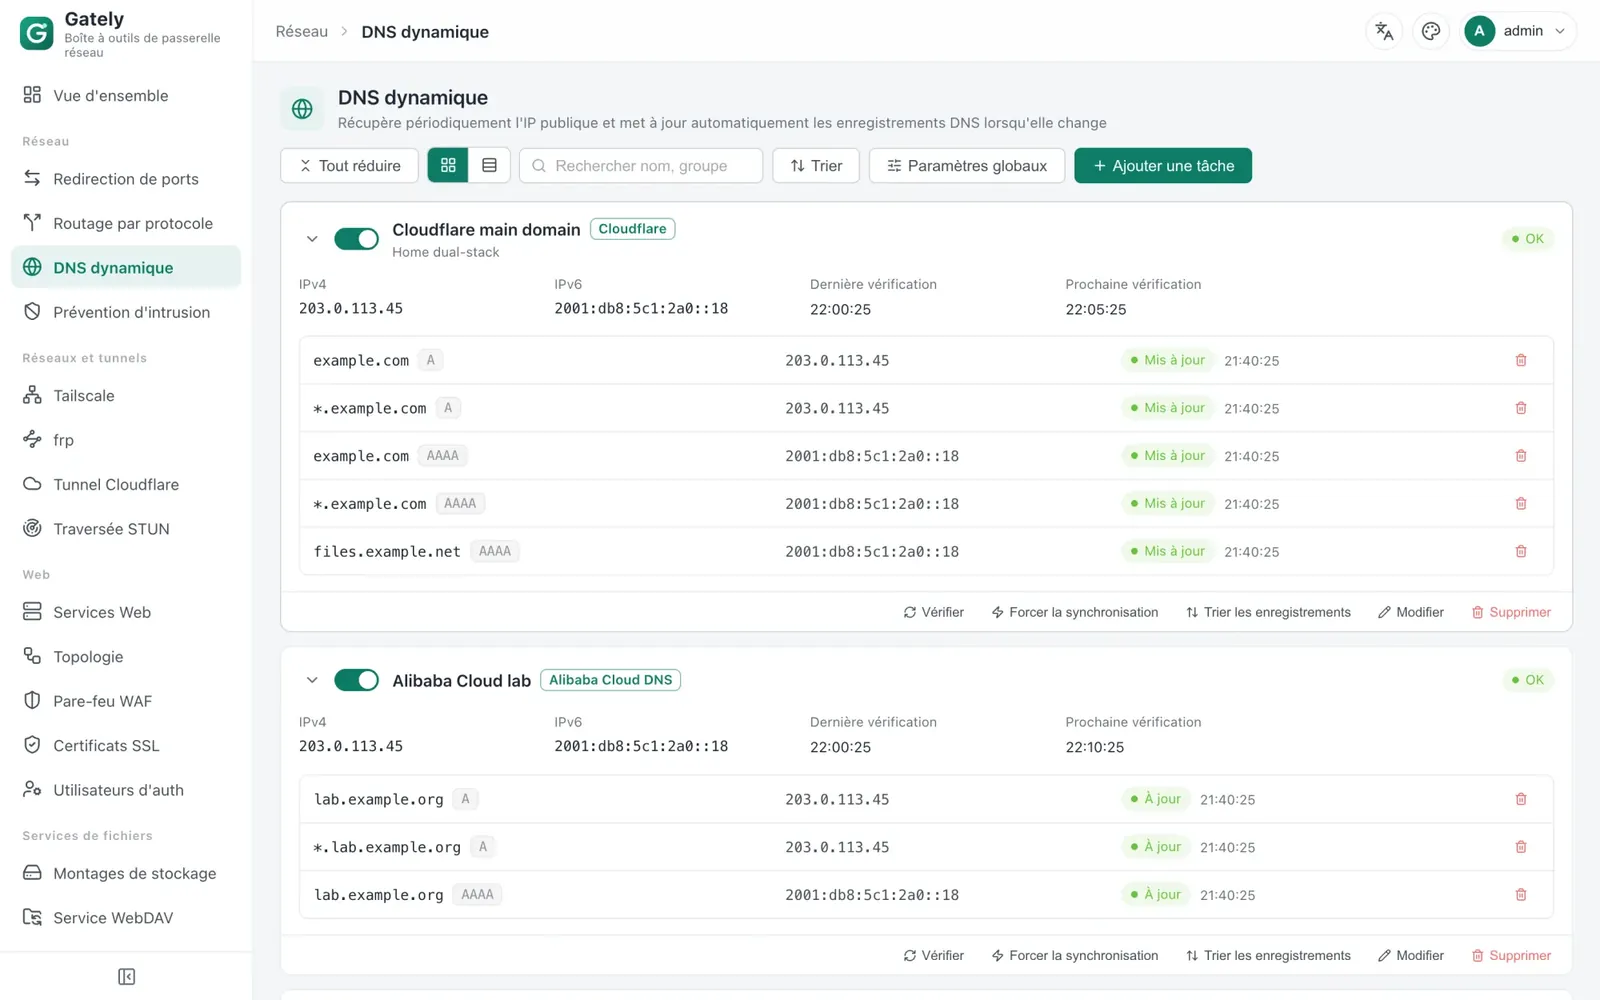 Gately
Boîte à outils de passerelle
réseau
Vue d'ensemble
Réseau
Redirection de ports
Routage par protocole
DNS dynamique
Prévention d'intrusion
Réseaux et tunnels
Tailscale
frp
Tunnel Cloudflare
Traversée STUN
Web
Services Web
Topologie
Pare-feu WAF
Certificats SSL
Utilisateurs d'auth
Services de fichiers
Montages de stockage
Service WebDAV
Réseau > DNS dynamique
A admin
DNS dynamique
Récupère périodiquement l'IP publique et met à jour automatiquement les enregistrements DNS lorsqu'elle change
Tout réduire Rechercher nom, groupe Trier Paramètres globaux + Ajouter une tâche
Cloudflare main domain Cloudflare OK
Home dual-stack
IPv4 IPv6 Dernière vérification Prochaine vérification
203.0.113.45 2001:db8:5c1:2a0::18 22:00:25 22:05:25
example.com A 203.0.113.45 Mis à jour 21:40:25
*.example.com A 203.0.113.45 Mis à jour 21:40:25
example.com AAAA 2001:db8:5c1:2a0::18 Mis à jour 21:40:25
*.example.com AAAA 2001:db8:5c1:2a0::18 Mis à jour 21:40:25
files.example.net AAAA 2001:db8:5c1:2a0::18 Mis à jour 21:40:25
Vérifier Forcer la synchronisation Trier les enregistrements Modifier Supprimer
Alibaba Cloud lab Alibaba Cloud DNS OK
IPv4 IPv6 Dernière vérification Prochaine vérification
203.0.113.45 2001:db8:5c1:2a0::18 22:00:25 22:10:25
lab.example.org A 203.0.113.45 À jour 21:40:25
*.lab.example.org A 203.0.113.45 À jour 21:40:25
lab.example.org AAAA 2001:db8:5c1:2a0::18 À jour 21:40:25
Vérifier Forcer la synchronisation Trier les enregistrements Modifier Supprimer